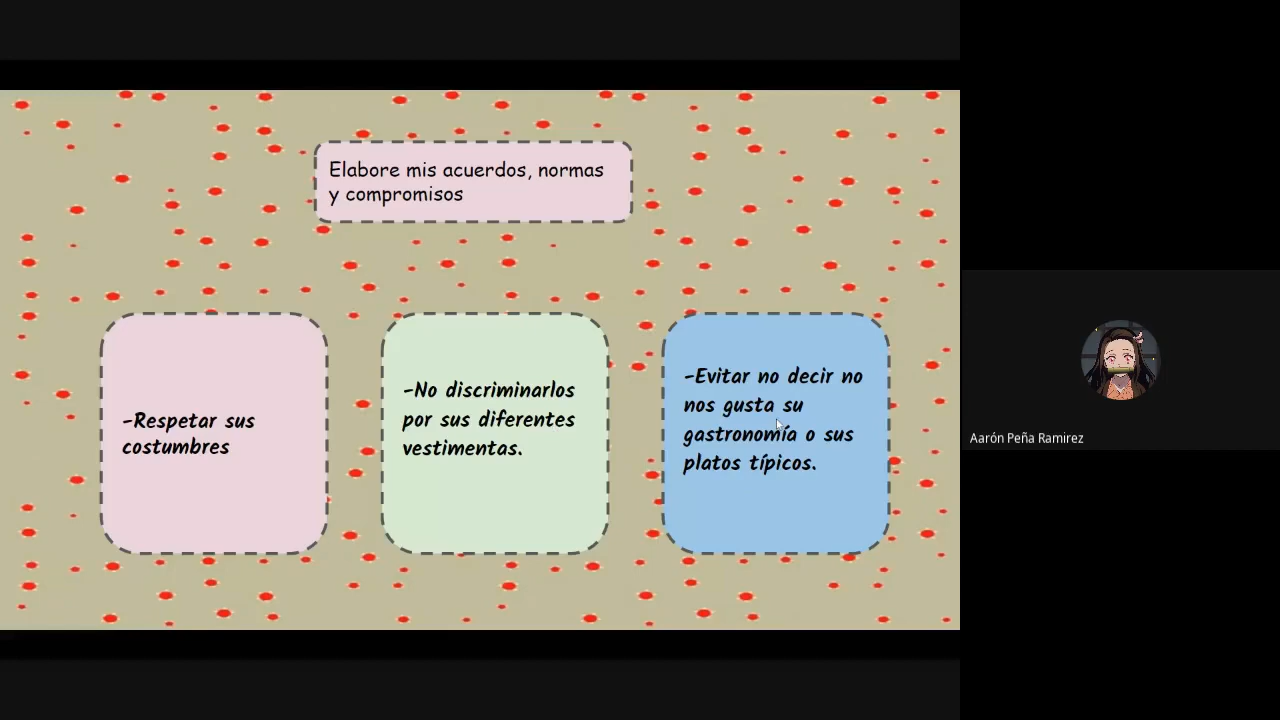 Elabore mis acuerdos, normas
y compromisos
-Respetar sus
costumbres
-No discriminarlos
por sus diferentes
vestimentas.
-Evitar no decir no
nos gusta su
gastronomía o sus
platos típicos.
Aarón Peña Ramirez